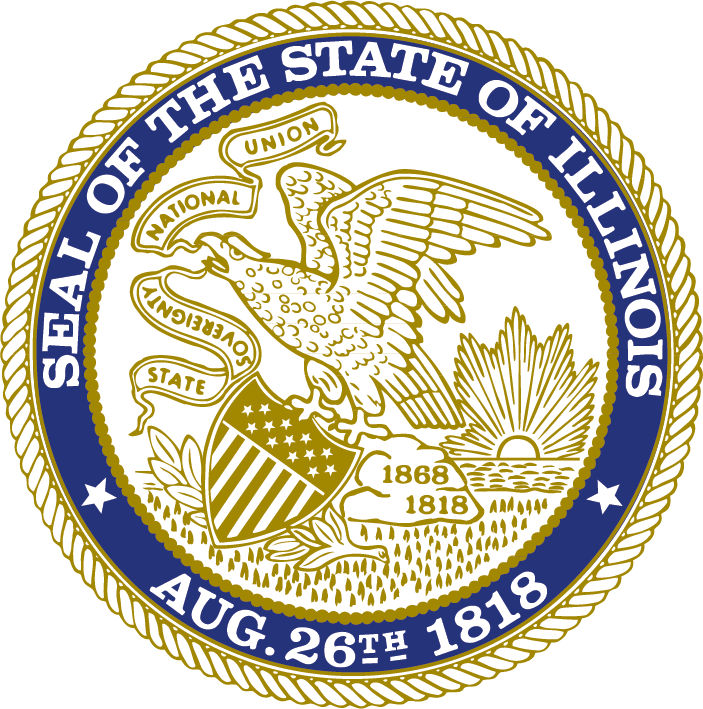 SEAL OF THE STATE OF ILLINOIS
UNION
NATIONAL
SOVEREIGNTY
STATE
1868
1818
AUG. 26TH 1818